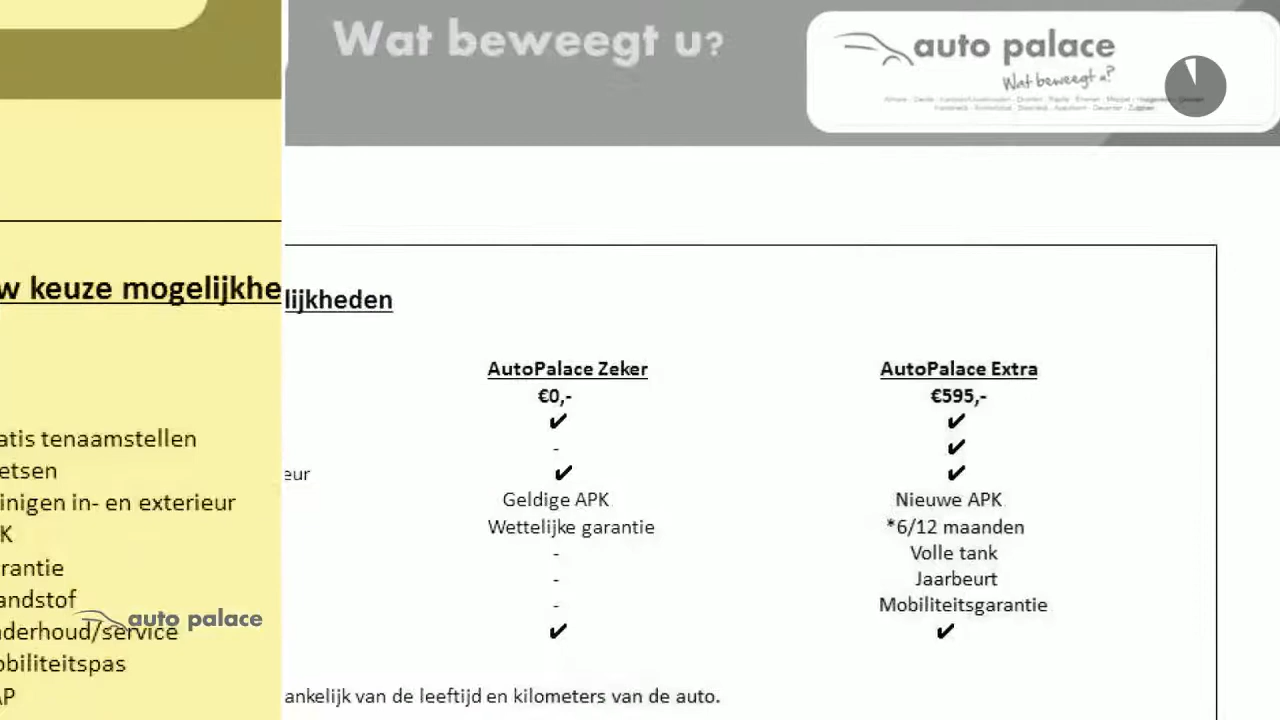 Wat beweegt u?
auto palace
Wat beweegt u?
w keuze mogelijkhe
lijkheden
AutoPalace Zeker AutoPalace Extra
€0,- €595,-
✔ ✔
- ✔
eur ✔ ✔
Geldige APK Nieuwe APK
Wettelijke garantie *6/12 maanden
- Volle tank
- Jaarbeurt
- Mobiliteitsgarantie
✔ ✔
ankelijk van de leeftijd en kilometers van de auto.
atis tenaamstellen
etsen
inigen in- en exterieur
K
rantie
andstof
auto palace
nderhoud/service
obiliteitspas
AP